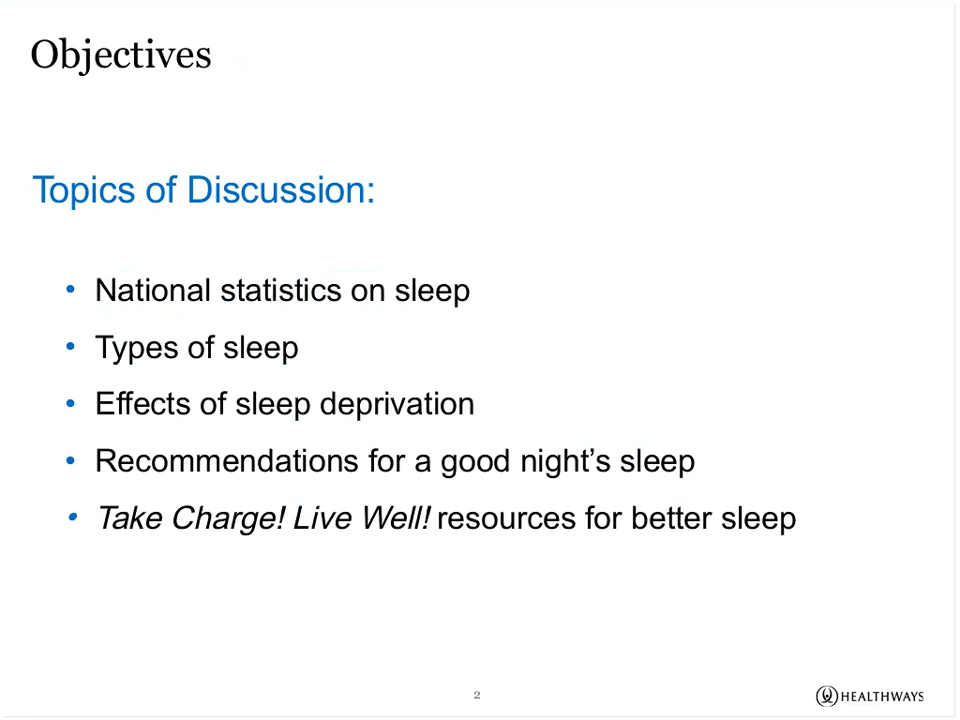 Objectives
Topics of Discussion:
• National statistics on sleep
• Types of sleep
• Effects of sleep deprivation
• Recommendations for a good night’s sleep
• Take Charge! Live Well! resources for better sleep
2
HEALTHWAYS